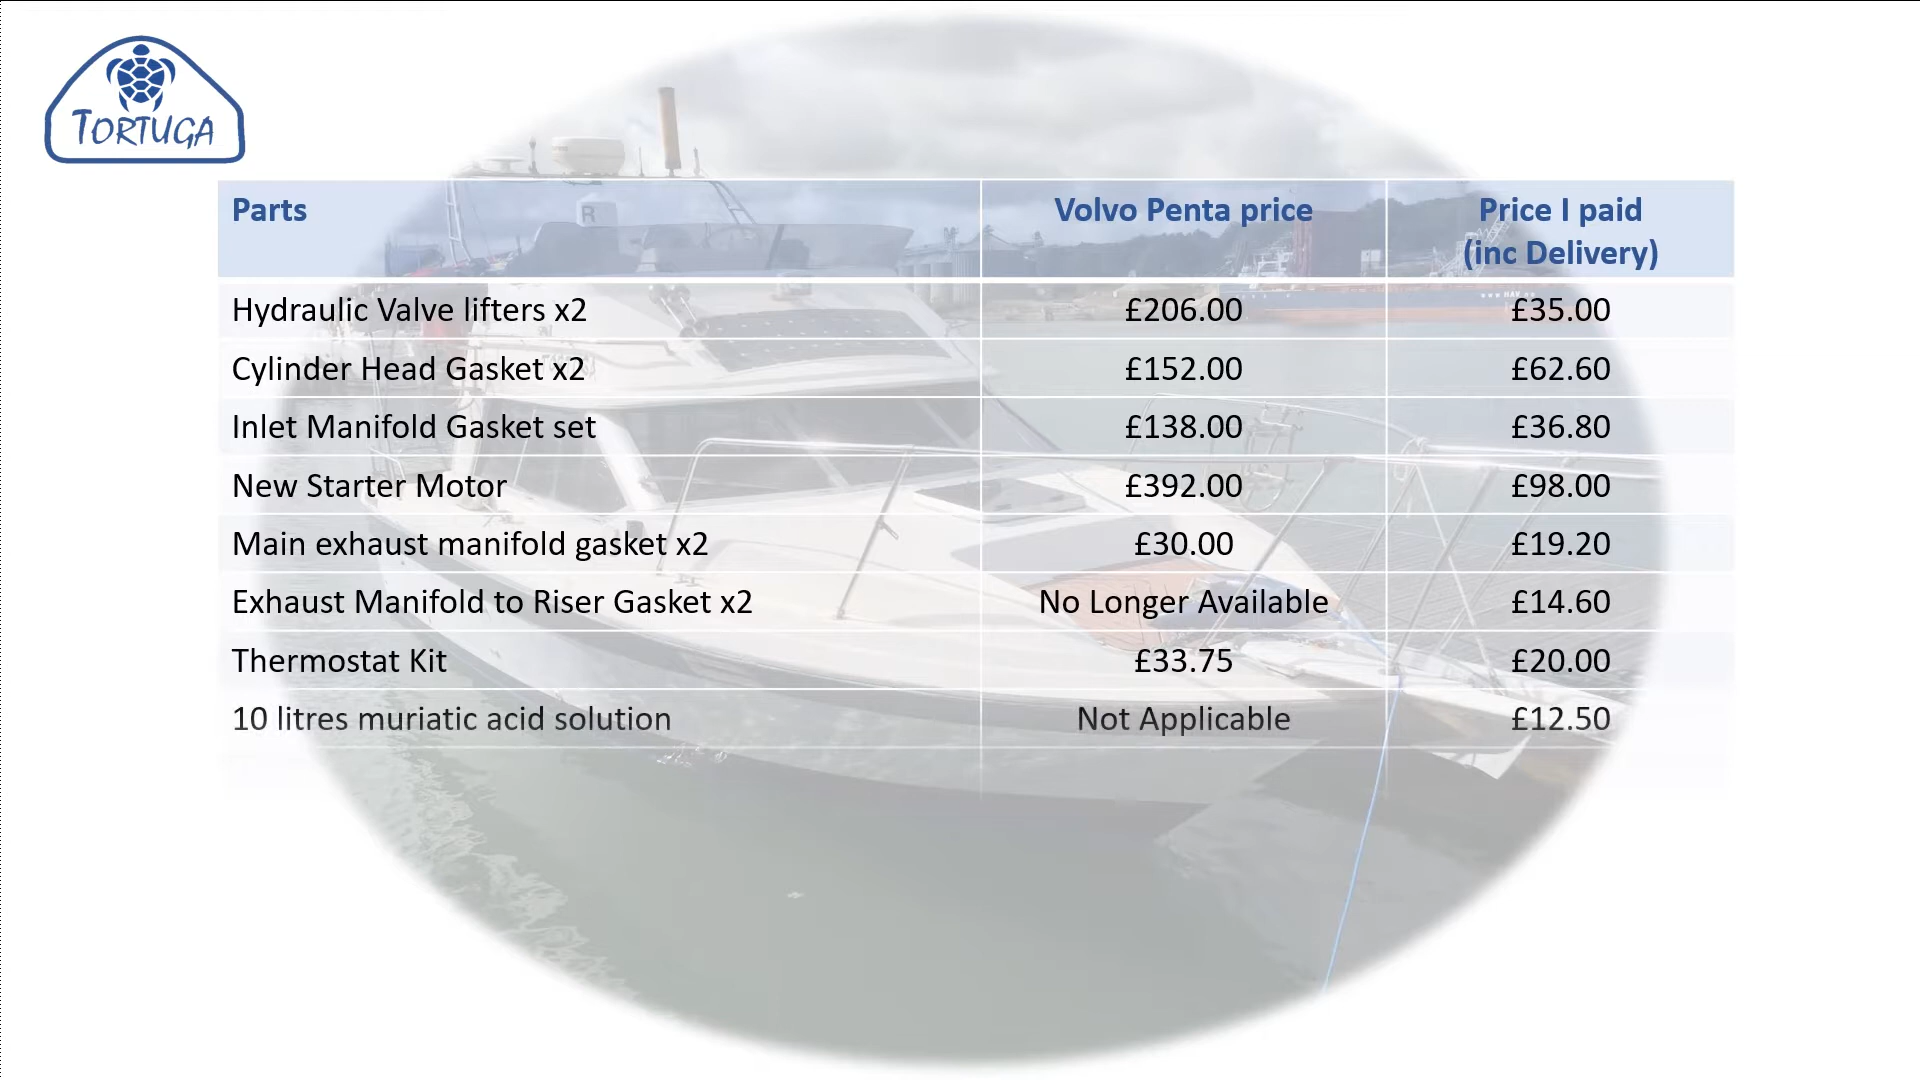 TORTUGA
Parts Volvo Penta price Price I paid
(inc Delivery)
Hydraulic Valve lifters x2 £206.00 £35.00
Cylinder Head Gasket x2 £152.00 £62.60
Inlet Manifold Gasket set £138.00 £36.80
New Starter Motor £392.00 £98.00
Main exhaust manifold gasket x2 £30.00 £19.20
Exhaust Manifold to Riser Gasket x2 No Longer Available £14.60
Thermostat Kit £33.75 £20.00
10 litres muriatic acid solution Not Applicable £12.50